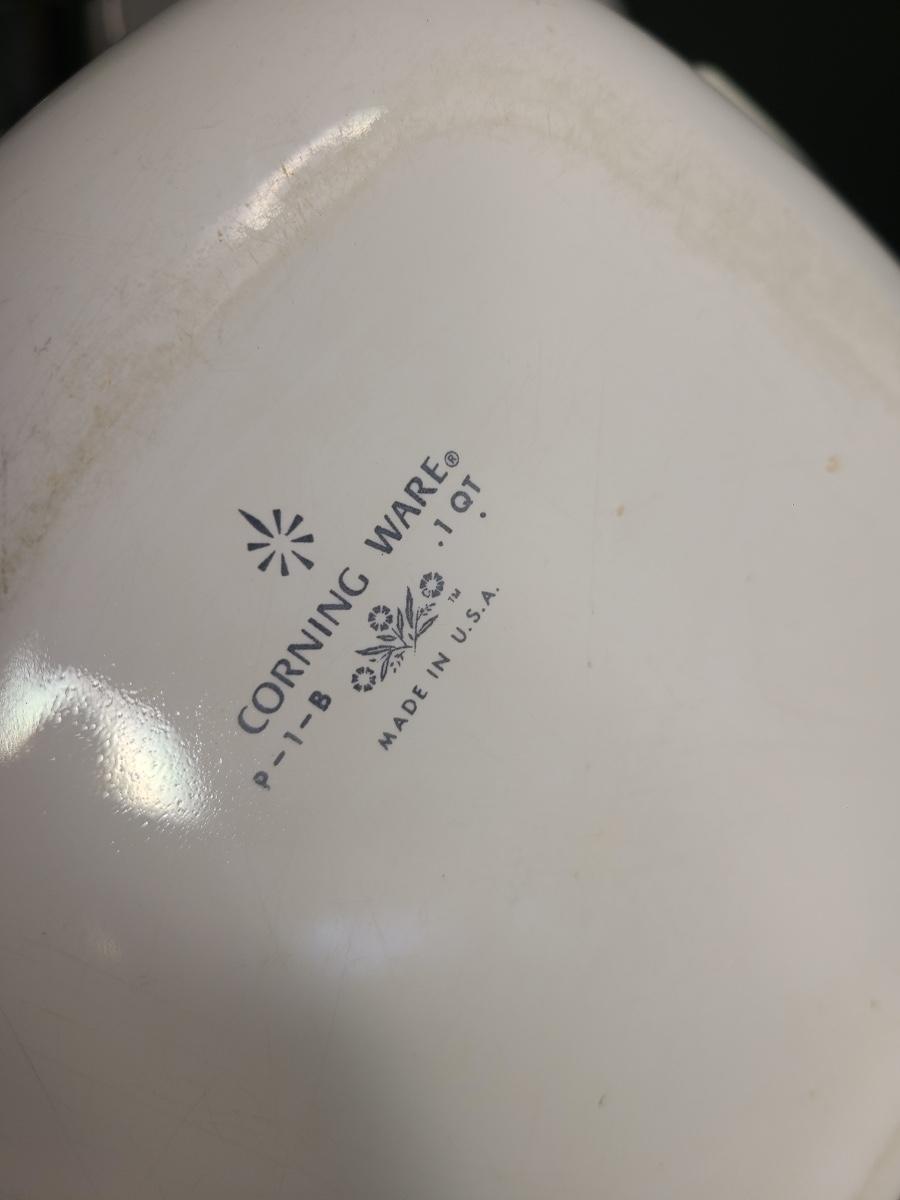 CORNING WARE®
P-1-B .1 QT
TM
MADE IN U.S.A.